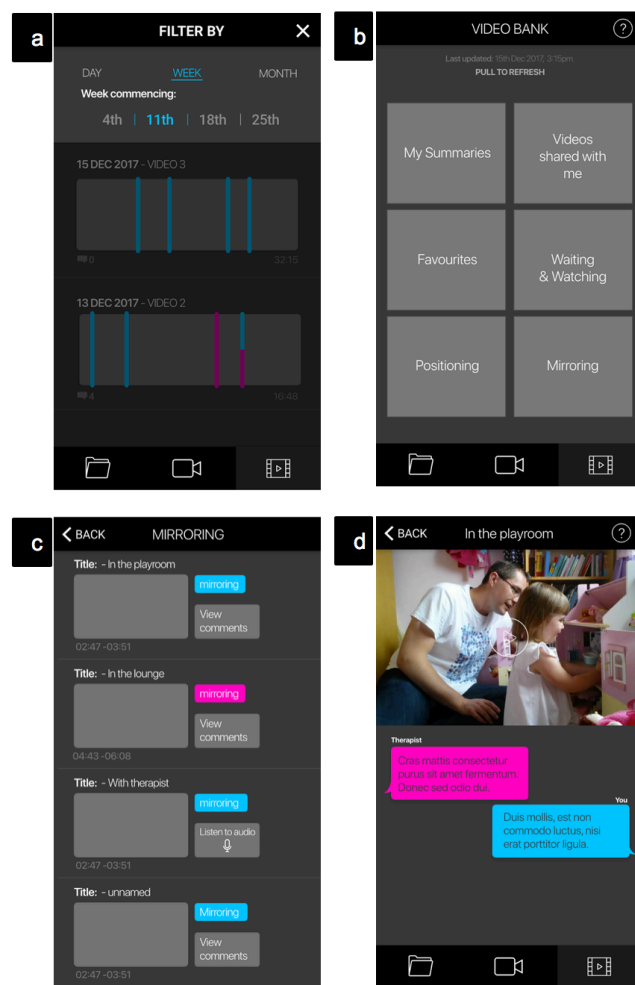 a
FILTER BY
DAY WEEK MONTH
Week commencing:
4th | 11th | 18th | 25th
15 DEC 2017 - VIDEO 3
0 32:15
13 DEC 2017 - VIDEO 2
4 16:48
b
VIDEO BANK ?
Last updated: 15th Dec 2017, 3:15pm
PULL TO REFRESH
My Summaries
Videos
shared with
me
Favourites
Waiting
& Watching
Positioning
Mirroring
c
BACK MIRRORING
Title: - In the playroom
mirroring
View
comments
02:47 -03:51
Title: - In the lounge
mirroring
View
comments
04:43 -06:08
Title: - With therapist
mirroring
Listen to audio
02:47 -03:51
Title: - unnamed
Mirroring
View
comments
02:47 -03:51
d
BACK In the playroom ?
Therapist
Cras mattis consectetur
purus sit amet fermentum.
Donec sed odio dui.
You
Duis mollis, est non
commodo luctus, nisi
erat porttitor ligula.